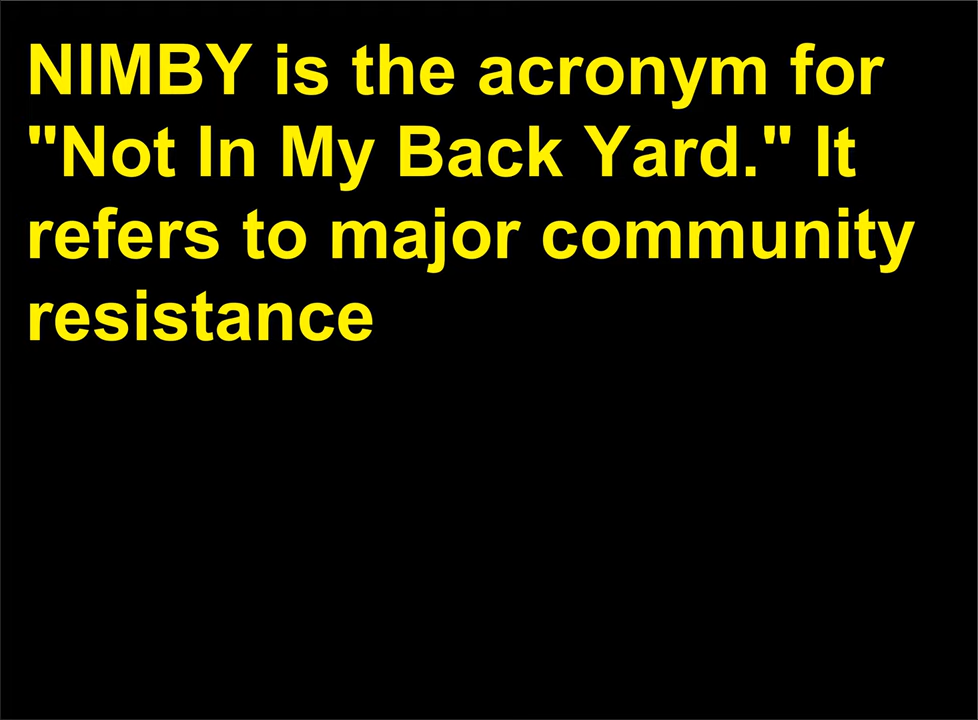 NIMBY is the acronym for
"Not In My Back Yard." It
refers to major community
resistance